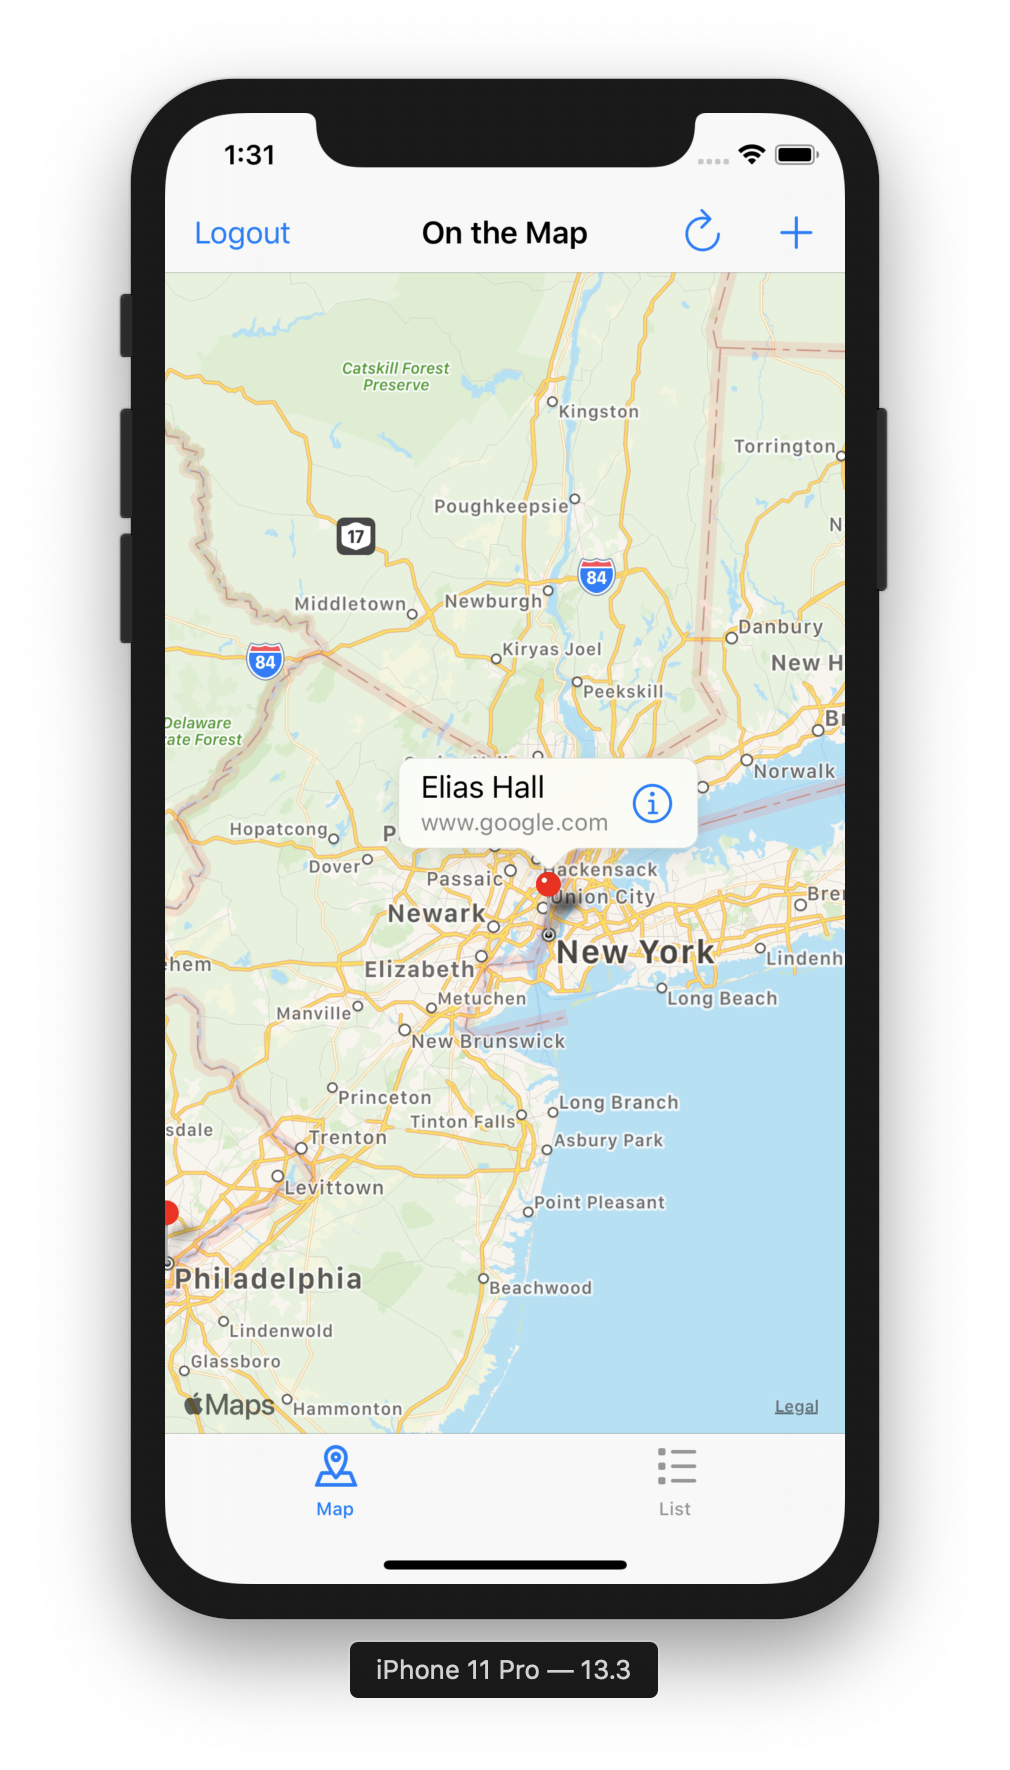 1:31
Logout
On the Map
Catskill Forest
Preserve
Kingston
Torrington
Poughkeepsie
N
17
84
Middletown
Newburgh
Danbury
Kiryas Joel
84
New H
Peekskill
Delaware
ate Forest
Norwalk
Elias Hall
www.google.com
Hopatcong
P
Dover
Passaic
Hackensack
Union City
Bre
Newark
New York
hem
Elizabeth
Lindenh
Metuchen
Long Beach
Manville
New Brunswick
Princeton
Long Branch
Tinton Falls
sdale
Trenton
Asbury Park
Levittown
Point Pleasant
Philadelphia
Beachwood
Lindenwold
Glassboro
Maps
Hammonton
Legal
Map
List
iPhone 11 Pro — 13.3